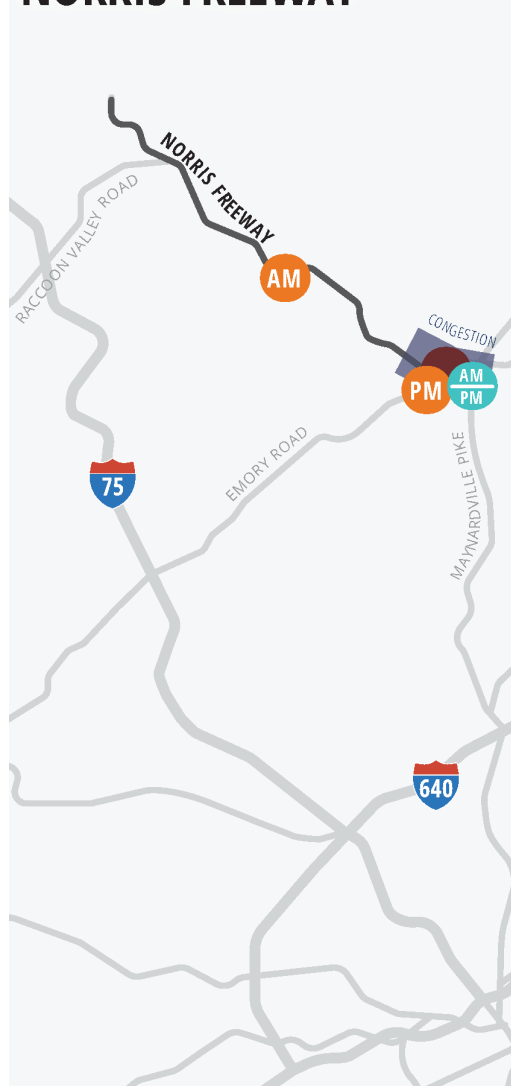 NORRIS FREEWAY
NORRIS FREEWAY
RACCOON VALLEY ROAD
AM
CONGESTION
PM
AM
PM
EMORY ROAD
MAYNARDVILLE PIKE
75
640